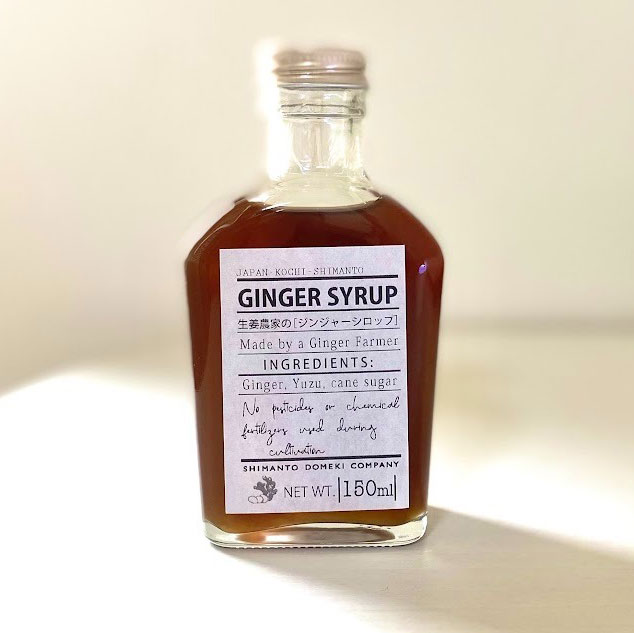 JAPAN-KOCHI-SHIMANTO
GINGER SYRUP
生姜農家の[ジンジャーシロップ]
Made by a Ginger Farmer
INGREDIENTS:
Ginger, Yuzu, cane sugar
No pesticides or chemical
fertilizers used during
cultivation
SHIMANTO DOMEKI COMPANY
NET WT. |150ml|